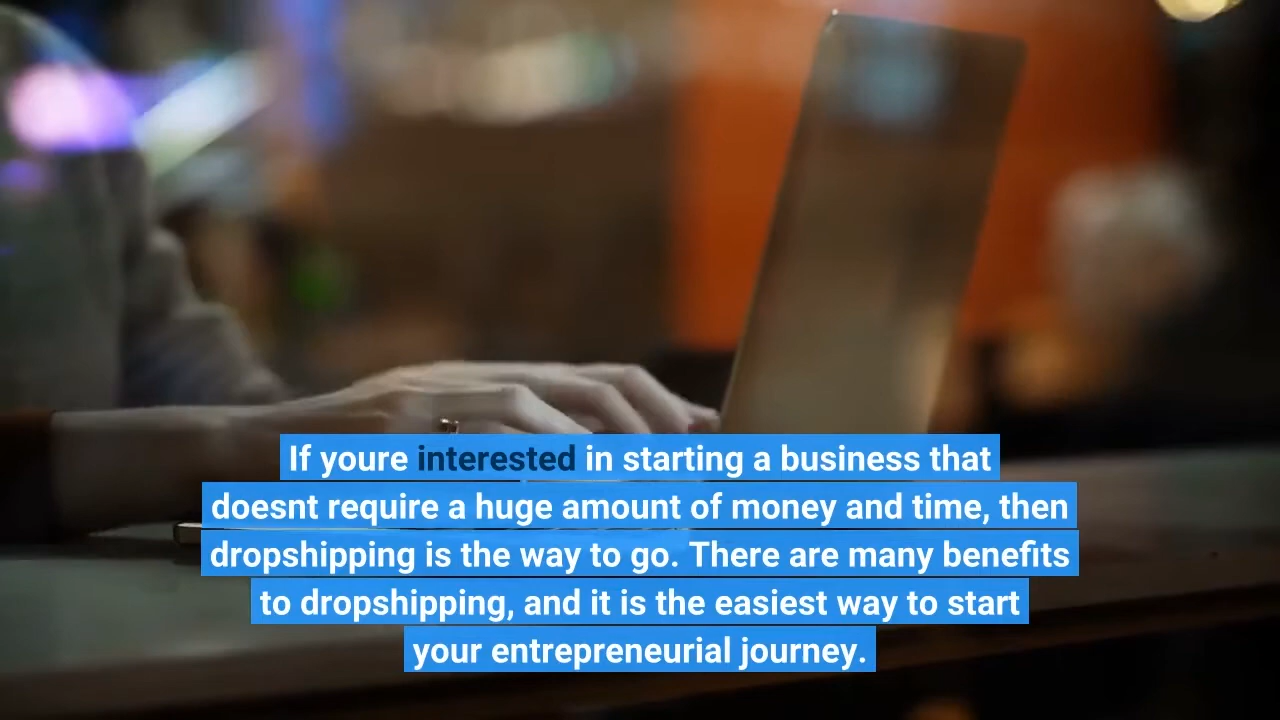 If youre interested in starting a business that
doesnt require a huge amount of money and time, then
dropshipping is the way to go. There are many benefits
to dropshipping, and it is the easiest way to start
your entrepreneurial journey.